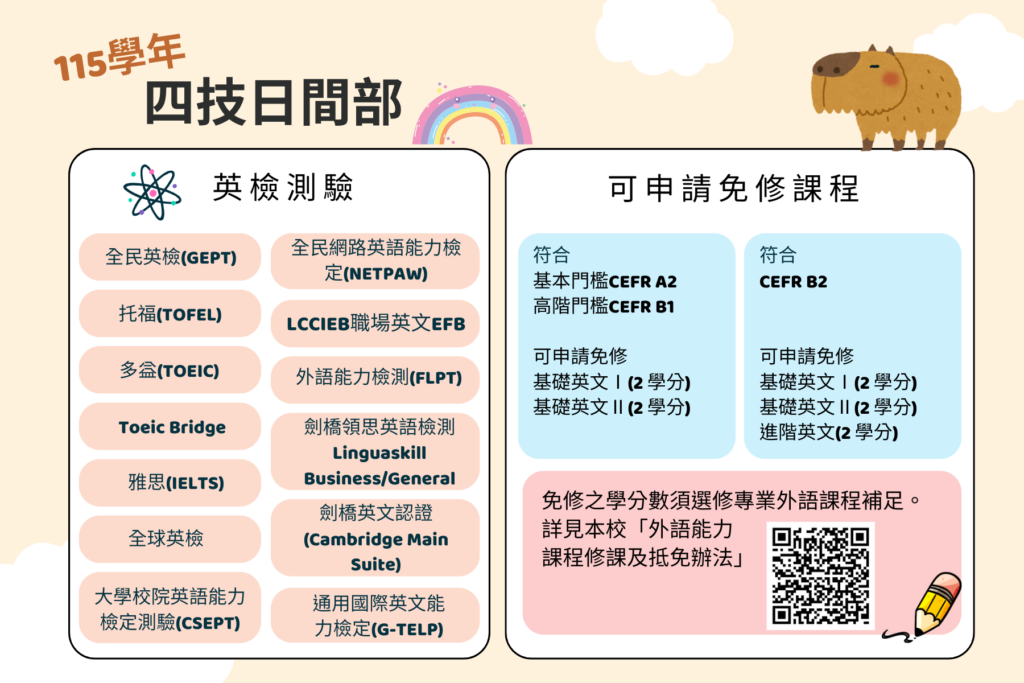 115學年
四技日間部
英檢測驗
全民英檢(GEPT)
托福(TOFEL)
多益(TOEIC)
Toeic Bridge
雅思(IELTS)
全球英檢
大學校院英語能力
檢定測驗(CSEPT)
全民網路英語能力檢
定(NETPAW)
LCCIEB職場英文EFB
外語能力檢測(FLPT)
劍橋領思英語檢測
Linguaskill
Business/General
劍橋英文認證
(Cambridge Main
Suite)
通用國際英文能
力檢定(G-TELP)
可申請免修課程
符合
基本門檻CEFR A2
高階門檻CEFR B1
可申請免修
基礎英文Ⅰ(2 學分)
基礎英文Ⅱ(2 學分)
符合
CEFR B2
可申請免修
基礎英文Ⅰ(2 學分)
基礎英文Ⅱ(2 學分)
進階英文(2 學分)
免修之學分數須選修專業外語課程補足。
詳見本校「外語能力
課程修課及抵免辦法」